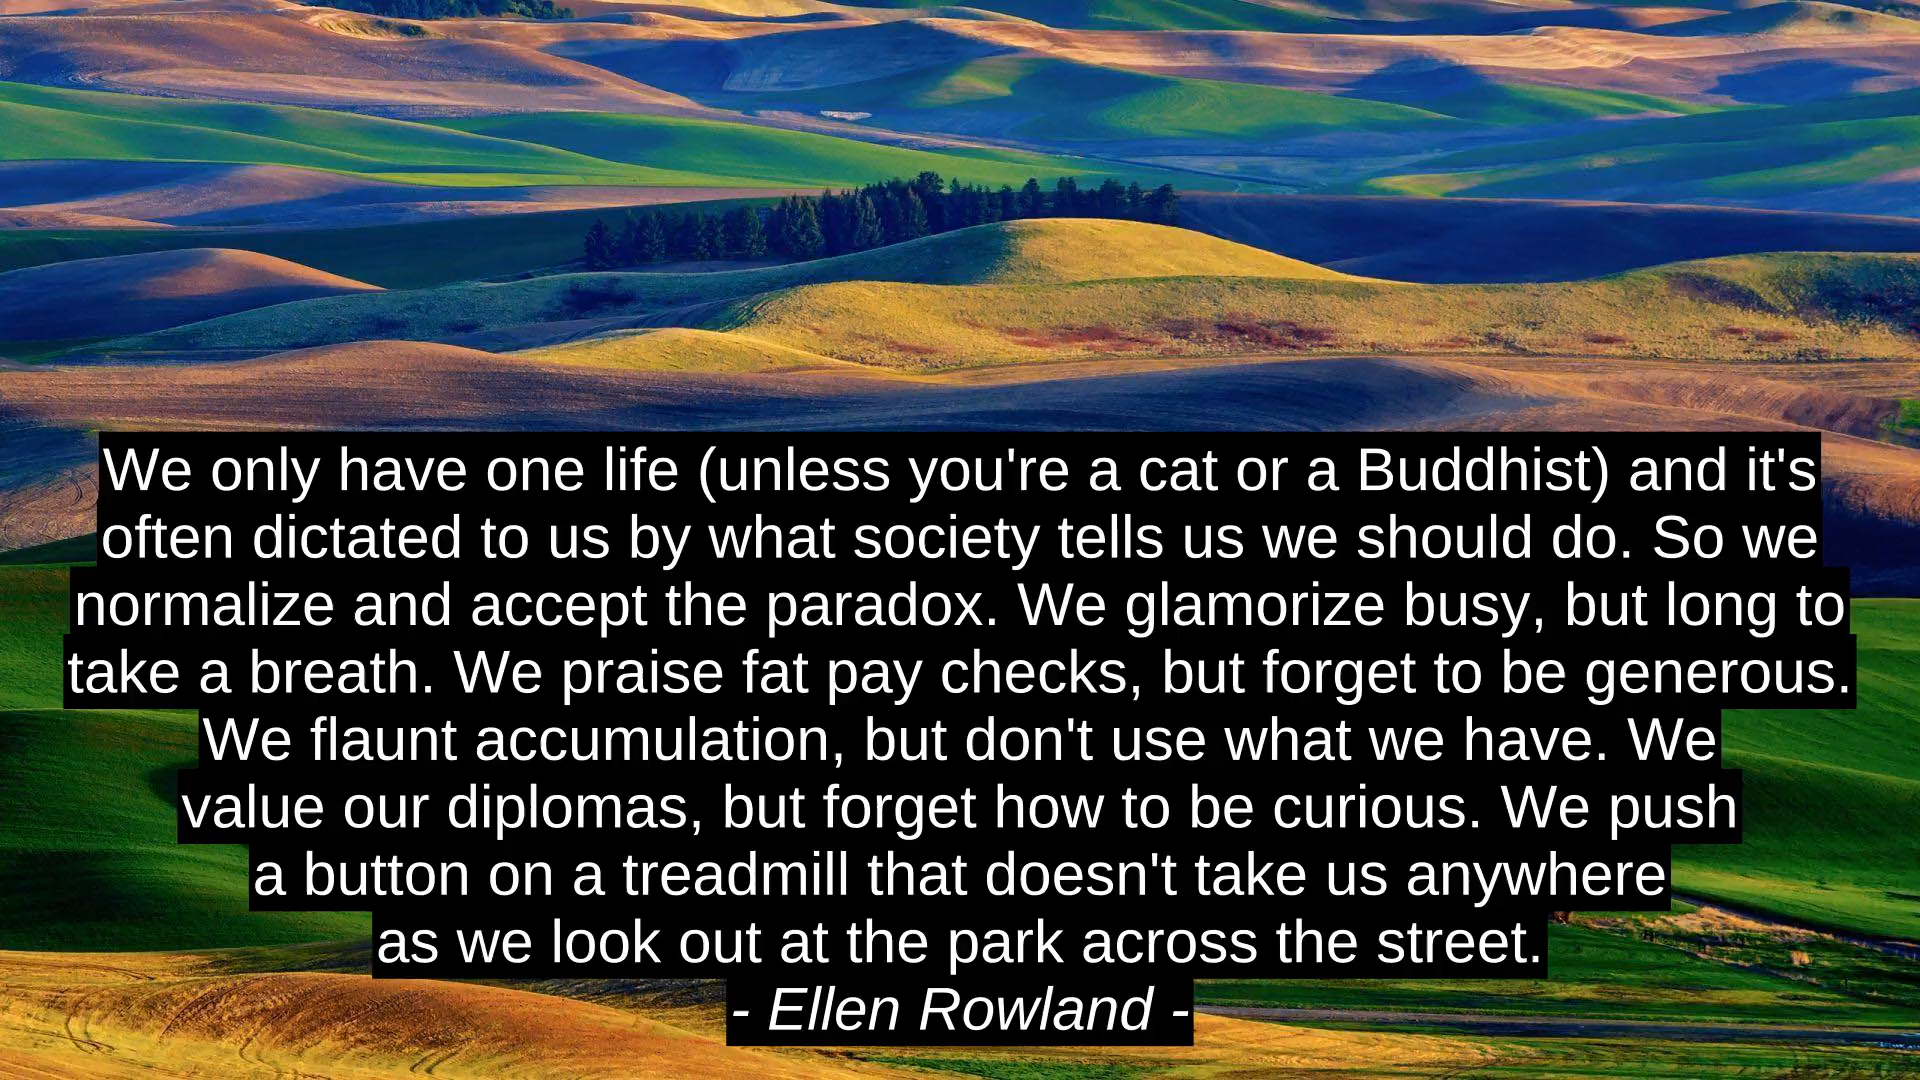 We only have one life (unless you're a cat or a Buddhist) and it's
often dictated to us by what society tells us we should do. So we
normalize and accept the paradox. We glamorize busy, but long to
take a breath. We praise fat pay checks, but forget to be generous.
We flaunt accumulation, but don't use what we have. We
value our diplomas, but forget how to be curious. We push
a button on a treadmill that doesn't take us anywhere
as we look out at the park across the street.
- Ellen Rowland -